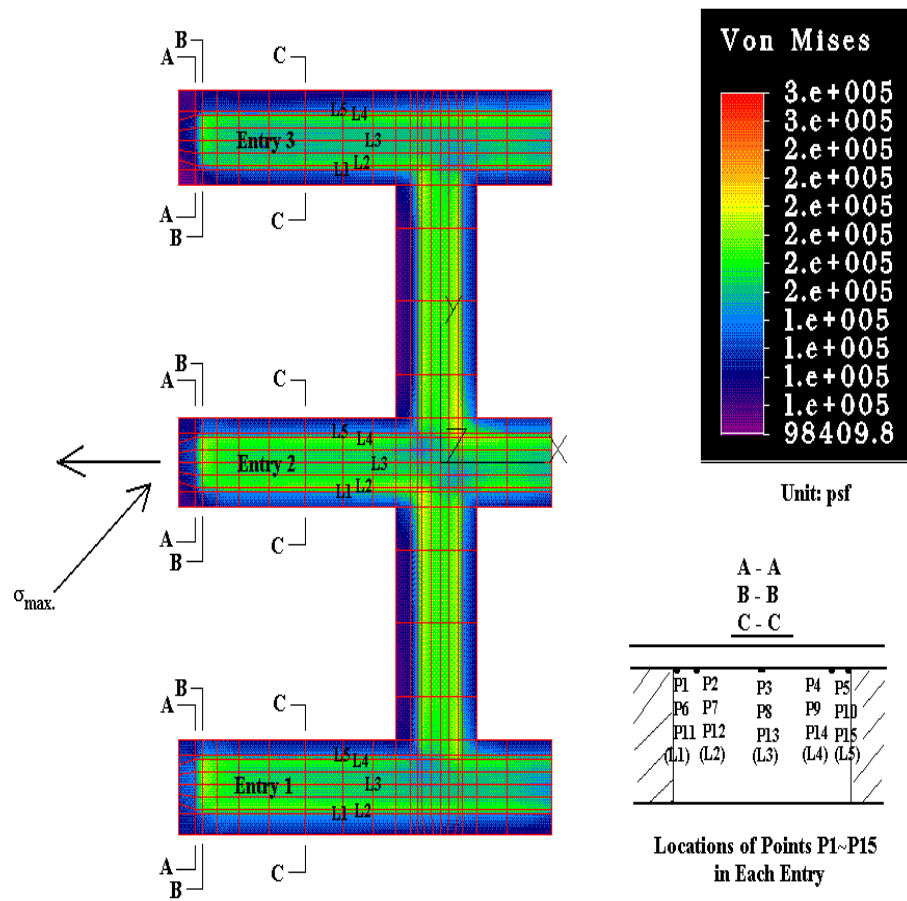 B
A
C
L5 L4
Entry 3
L3
L1 L2
A
B
C
Von Mises
3.e+005
3.e+005
2.e+005
2.e+005
2.e+005
2.e+005
2.e+005
2.e+005
1.e+005
1.e+005
1.e+005
1.e+005
98409.8
Unit: psf
Y
B
A
C
L5 L4
Z
X
Entry 2
L3
L1 L2
B
A
C
σmax.
B
A
C
L5 L4
Entry 1
L3
L1 L2
A
B
C
A - A
B - B
C - C
P1 P2 P3 P4 P5
P6 P7 P8 P9 P10
P11 P12 P13 P14 P15
(L1) (L2) (L3) (L4) (L5)
Locations of Points P1~P15
in Each Entry